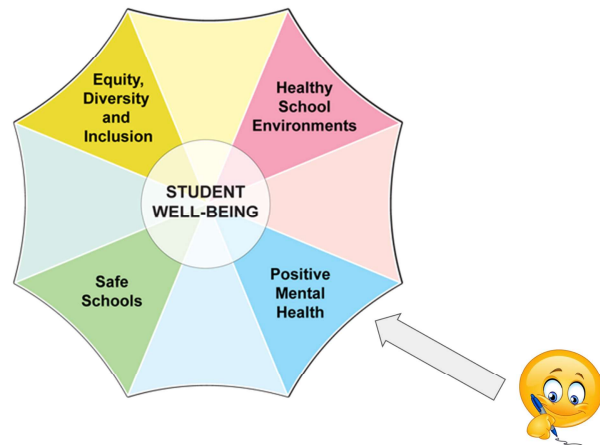 Equity,
Diversity
and
Inclusion
Healthy
School
Environments
STUDENT
WELL-BEING
Safe
Schools
Positive
Mental
Health